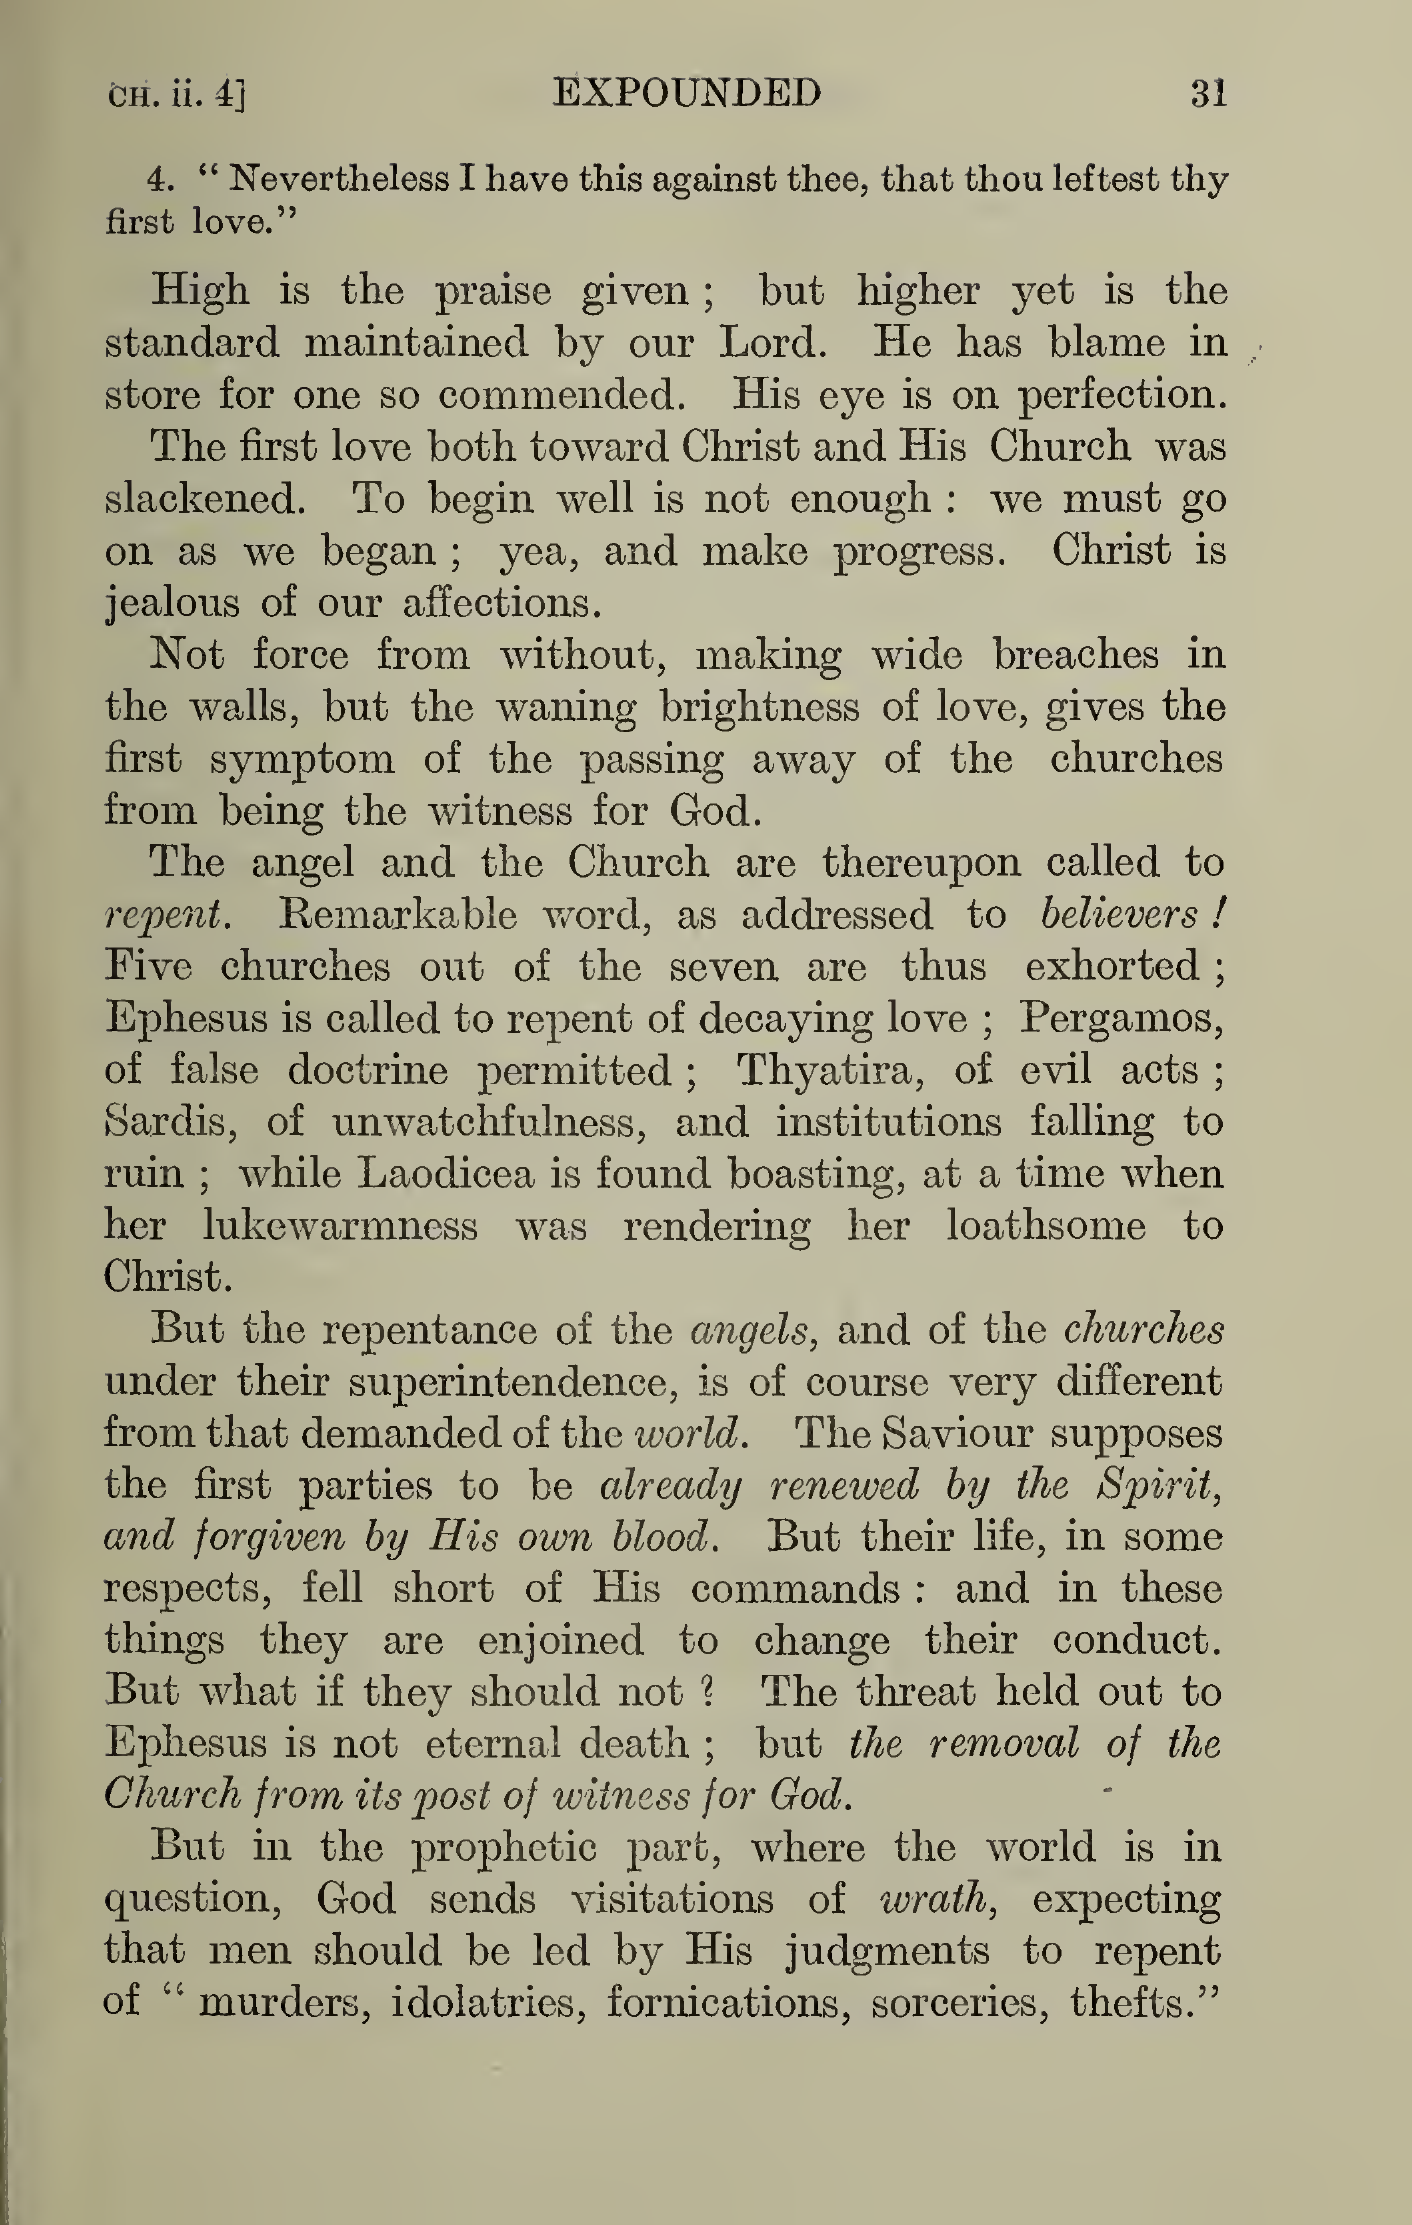 CH. ii. 4] EXPOUNDED 31
4. “ Nevertheless I have this against thee, that thou leftest thy
first love.”
High is the praise given ; but higher yet is the
standard maintained by our Lord. He has blame in
store for one so commended. His eye is on perfection.
The first love both toward Christ and His Church was
slackened. To begin well is not enough : we must go
on as we began ; yea, and make progress. Christ is
jealous of our affections.
Not force from without, making wide breaches in
the walls, but the waning brightness of love, gives the
first symptom of the passing away of the churches
from being the witness for God.
The angel and the Church are thereupon called to
repent. Remarkable word, as addressed to believers !
Five churches out of the seven are thus exhorted ;
Ephesus is called to repent of decaying love ; Pergamos,
of false doctrine permitted ; Thyatira, of evil acts ;
Sardis, of unwatchfulness, and institutions falling to
ruin ; while Laodicea is found boasting, at a time when
her lukewarmness was rendering her loathsome to
Christ.
But the repentance of the angels, and of the churches
under their superintendence, is of course very different
from that demanded of the world. The Saviour supposes
the first parties to be already renewed by the Spirit,
and forgiven by His own blood. But their life, in some
respects, fell short of His commands : and in these
things they are enjoined to change their conduct.
But what if they should not ? The threat held out to
Ephesus is not eternal death ; but the removal of the
Church from its post of witness for God.
But in the prophetic part, where the world is in
question, God sends visitations of wrath, expecting
that men should be led by His judgments to repent
of “ murders, idolatries, fornications, sorceries, thefts.”